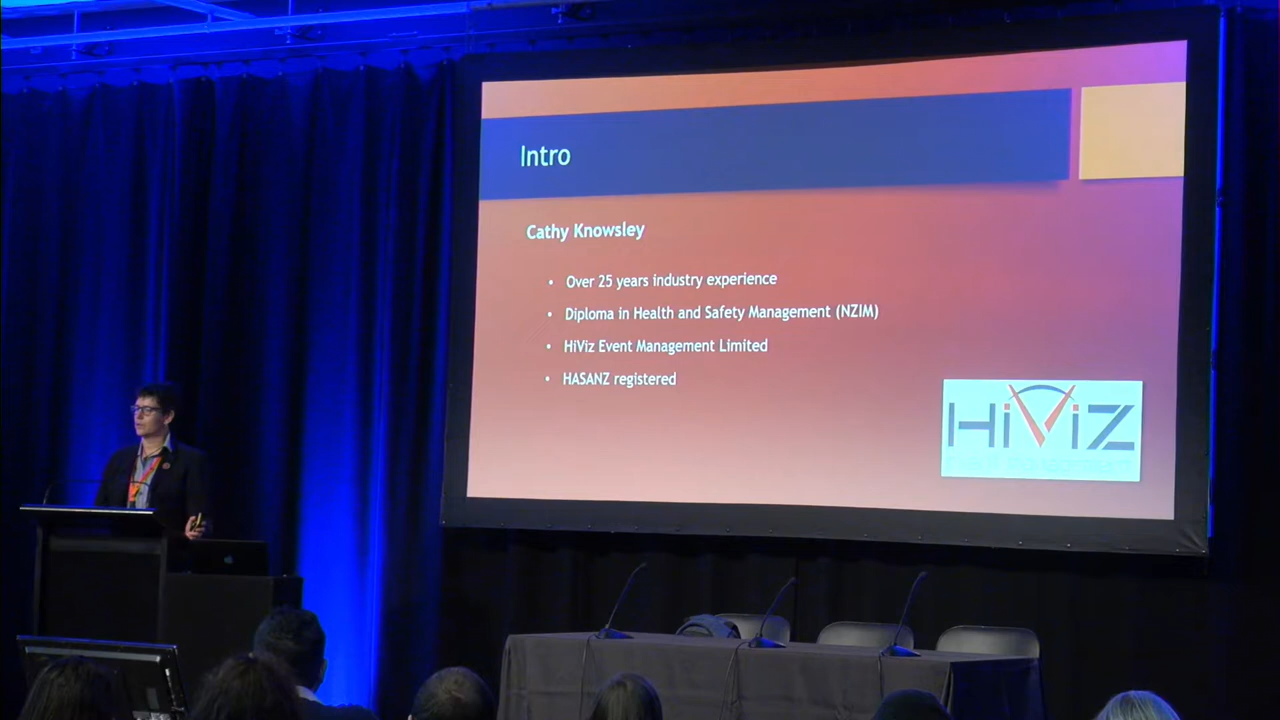 Intro
Cathy Knowsley
• Over 25 years industry experience
• Diploma in Health and Safety Management (NZIM)
• HiViz Event Management Limited
• HASANZ registered
HiViZ